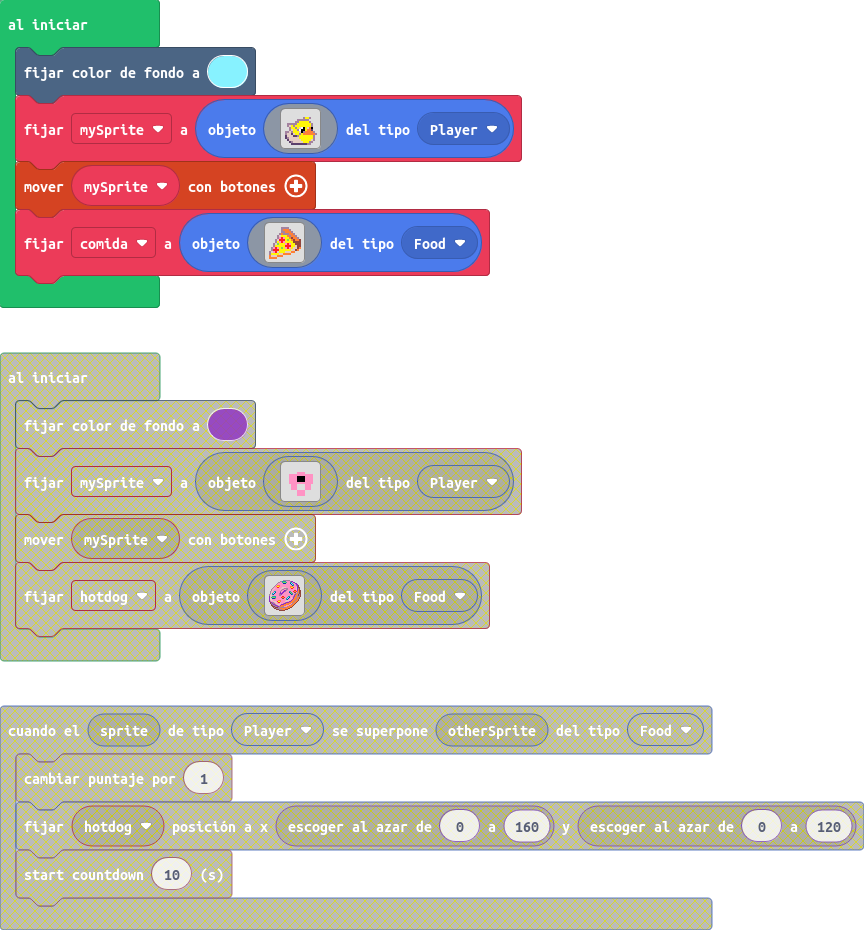 al iniciar
fijar color de fondo a
fijar mySprite a objeto del tipo Player
mover mySprite con botones
fijar comida a objeto del tipo Food
al iniciar
fijar color de fondo a
fijar mySprite a objeto del tipo Player
mover mySprite con botones
fijar hotdog a objeto del tipo Food
cuando el sprite de tipo Player se superpone otherSprite del tipo Food
cambiar puntaje por 1
fijar hotdog posición a x escoger al azar de 0 a 160 y escoger al azar de 0 a 120
start countdown 10 (s)